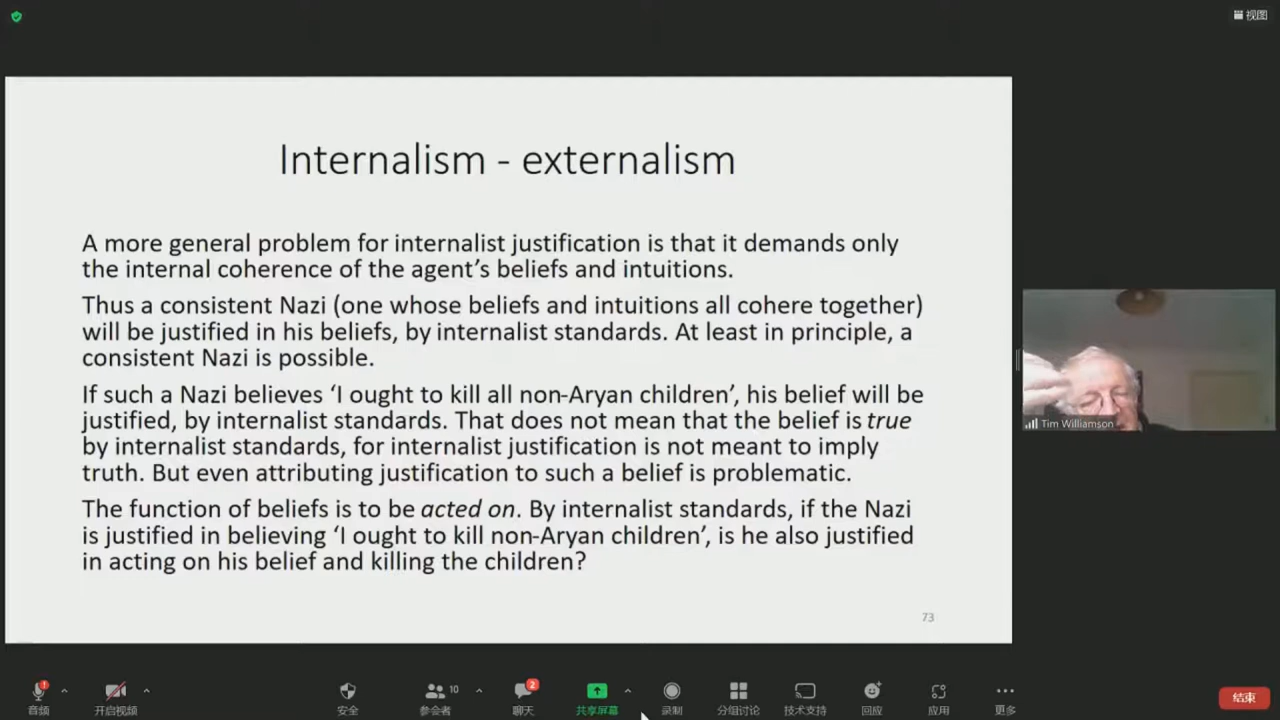 视图
Internalism - externalism
A more general problem for internalist justification is that it demands only
the internal coherence of the agent's beliefs and intuitions.
Thus a consistent Nazi (one whose beliefs and intuitions all cohere together)
will be justified in his beliefs, by internalist standards. At least in principle, a
consistent Nazi is possible.
If such a Nazi believes ‘I ought to kill all non-Aryan children’, his belief will be
justified, by internalist standards. That does not mean that the belief is true
by internalist standards, for internalist justification is not meant to imply
truth. But even attributing justification to such a belief is problematic.
The function of beliefs is to be acted on. By internalist standards, if the Nazi
is justified in believing ‘I ought to kill non-Aryan children’, is he also justified
in acting on his belief and killing the children?
73
Tim Williamson
10
2
音频 开启视频 安全 参会者 聊天 共享屏幕 录制 分组讨论 技术支持 回应 应用 更多 结束